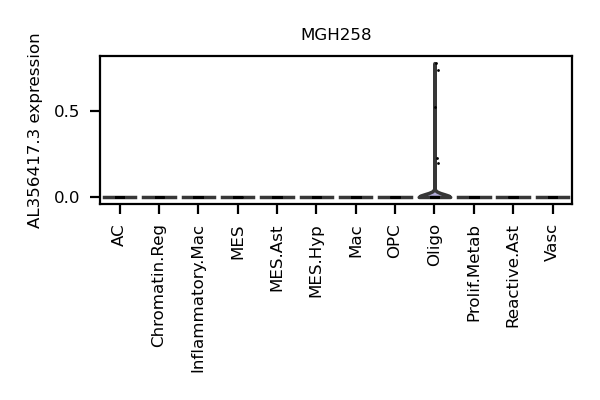 MGH258
AL356417.3 expression
0.5
0.0
AC
Chromatin.Reg
Inflammatory.Mac
MES
MES.Ast
MES.Hyp
Mac
OPC
Oligo
Prolif.Metab
Reactive.Ast
Vasc